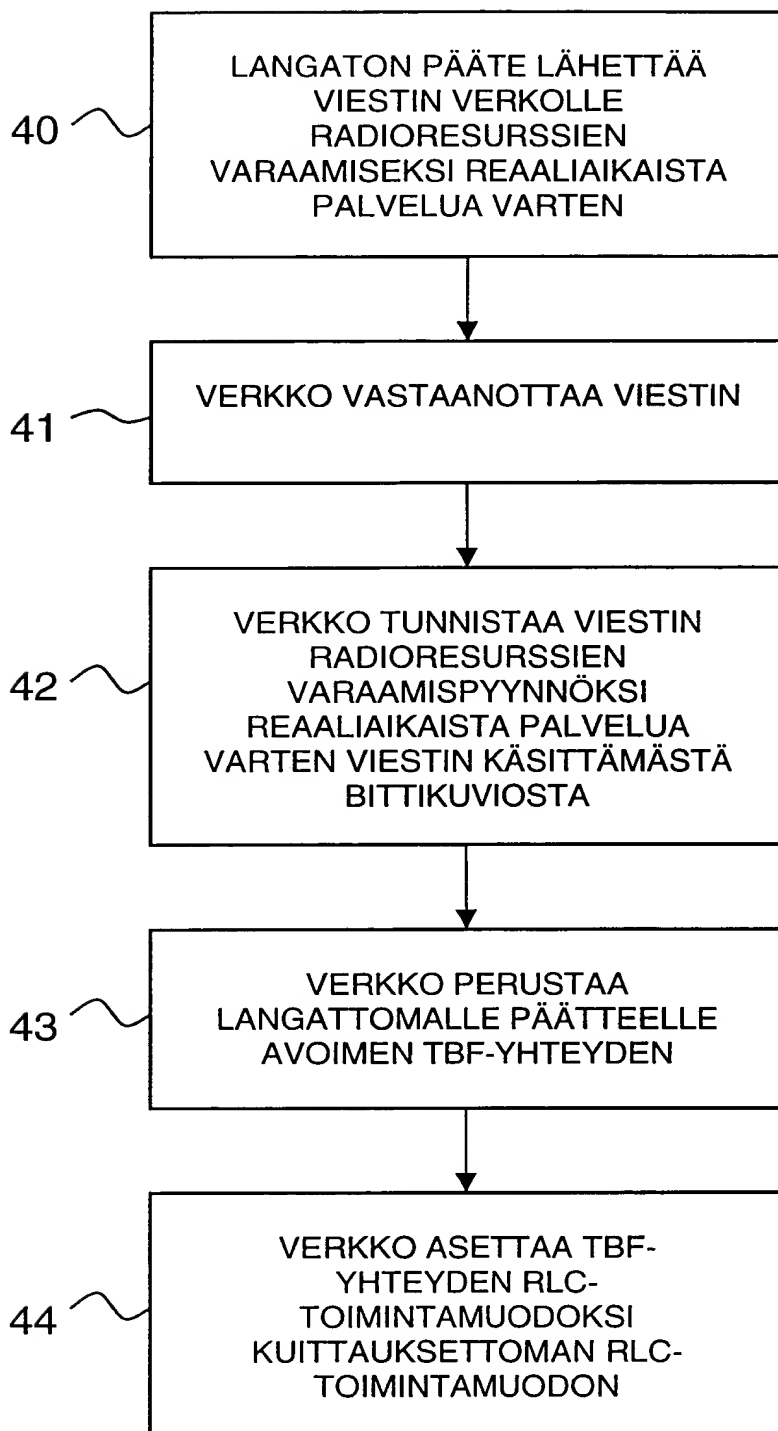 40
LANGATON PÄÄTE LÄHETTÄÄ
VIESTIN VERKOLLE
RADIORESURSSIEN
VARAAMISEKSI REAALIAIKAISTA
PALVELUA VARTEN
41
VERKKO VASTAANOTTAA VIESTIN
42
VERKKO TUNNISTAA VIESTIN
RADIORESURSSIEN
VARAAMISPYYNNÖKSI
REAALIAIKAISTA PALVELUA
VARTEN VIESTIN KÄSITTÄMÄSTÄ
BITTIKUVIOSTA
43
VERKKO PERUSTAA
LANGATTOMALLE PÄÄTTEELLE
AVOIMEN TBF-YHTEYDEN
44
VERKKO ASETTAA TBF-
YHTEYDEN RLC-
TOIMINTAMUODOKSI
KUITTAUKSETTOMAN RLC-
TOIMINTAMUODON